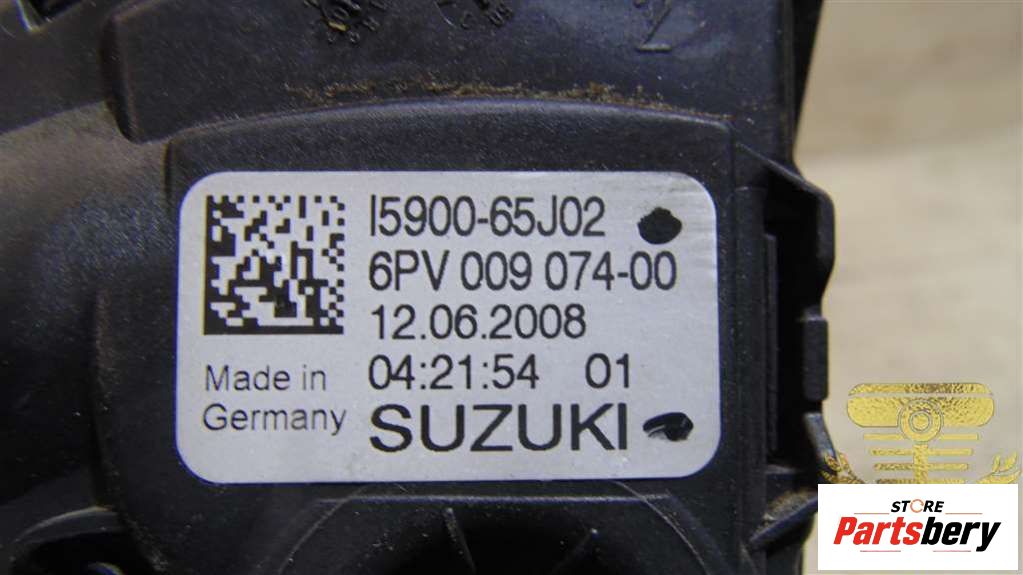 I5900-65J02
6PV 009 074-00
12.06.2008
04:21:54 01
Made in
Germany
SUZUKI
STORE
Partsbery